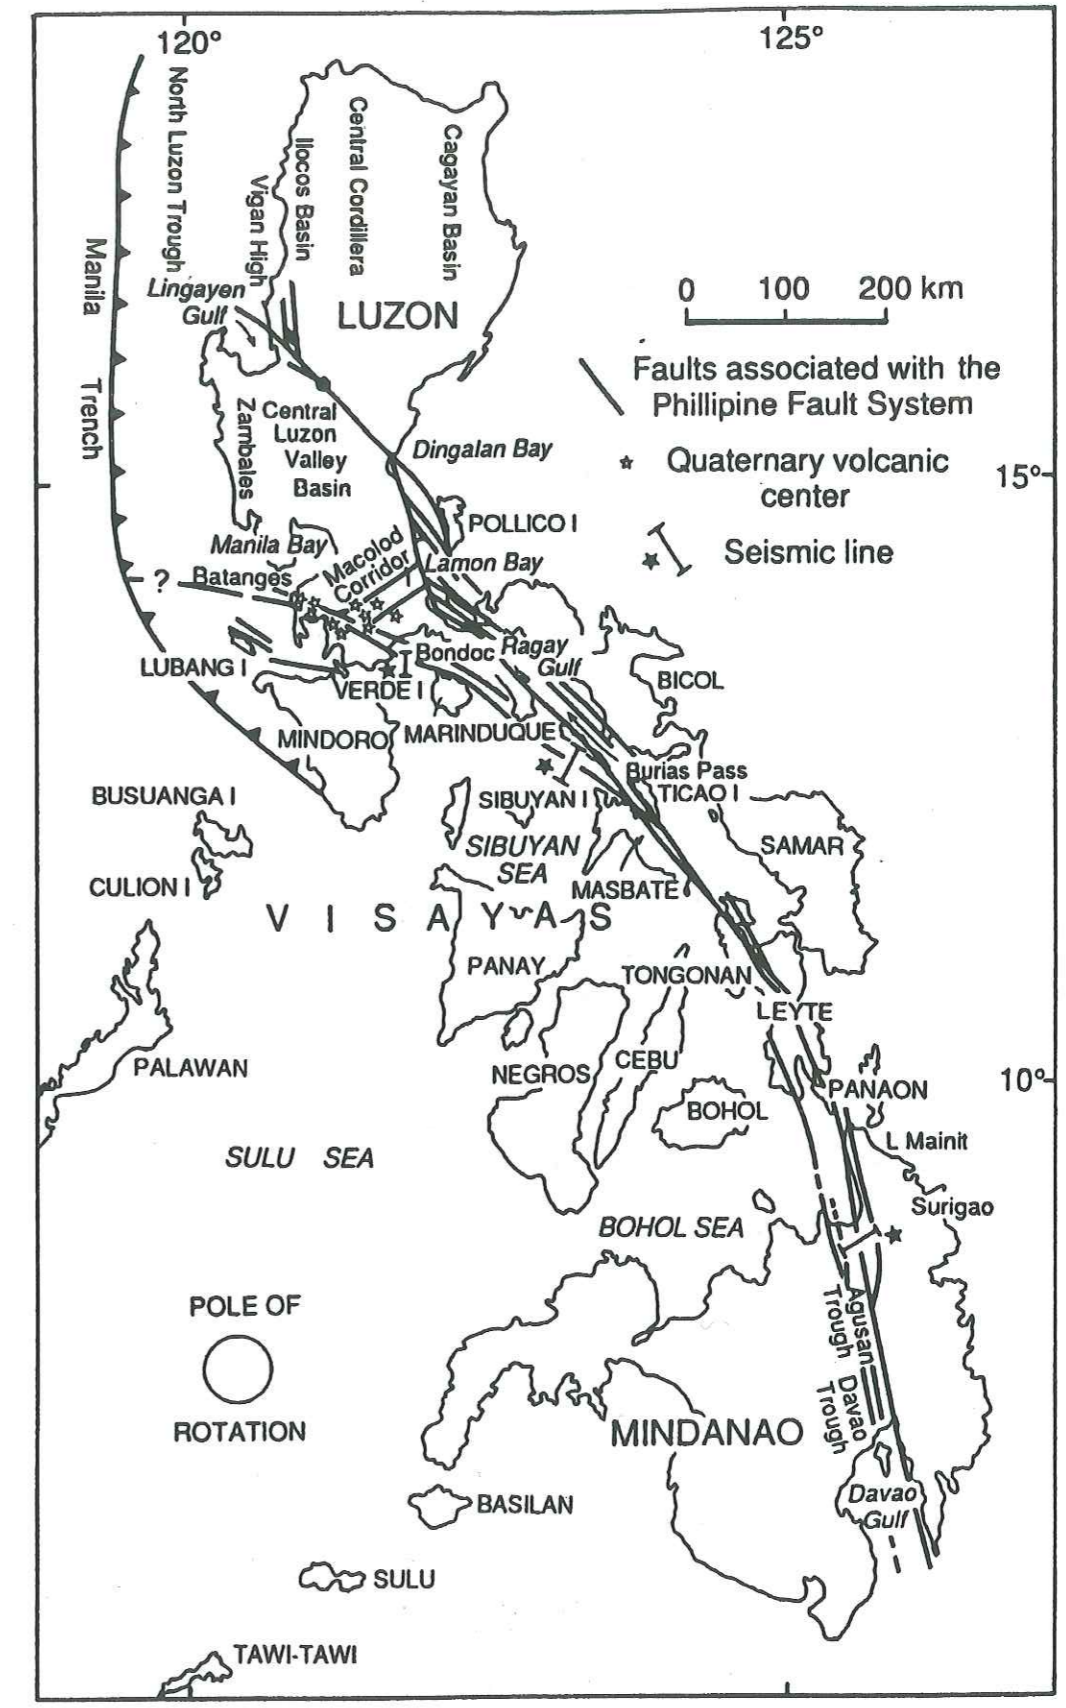 120°
125°
North Luzon Trough
Vigan High
Ilocos Basin
Central Cordillera
Cagayan Basin
Manila Trench
Lingayen
Gulf
LUZON
0 100 200 km
Faults associated with the
Phillipine Fault System
Quaternary volcanic
center
Seismic line
Zambales
Central
Luzon
Valley
Basin
Dingalan Bay
15°
POLLICO I
Manila Bay
Macolod
Corridor
Lamon Bay
?
Batanges
Bondoc
Ragay
Gulf
LUBANG I
VERDE I
BICOL
MINDORO
MARINDUQUE
Burias Pass
TICAO I
BUSUANGA I
SIBUYAN I
SIBUYAN
SEA
SAMAR
CULION I
MASBATE
VISAYAS
PANAY
TONGONAN
LEYTE
PALAWAN
NEGROS
CEBU
BOHOL
PANAON
10°
L Mainit
SULU SEA
Surigao
BOHOL SEA
POLE OF
ROTATION
Agusan
Trough
Davao
Trough
MINDANAO
Davao
Gulf
BASILAN
SULU
TAWI-TAWI